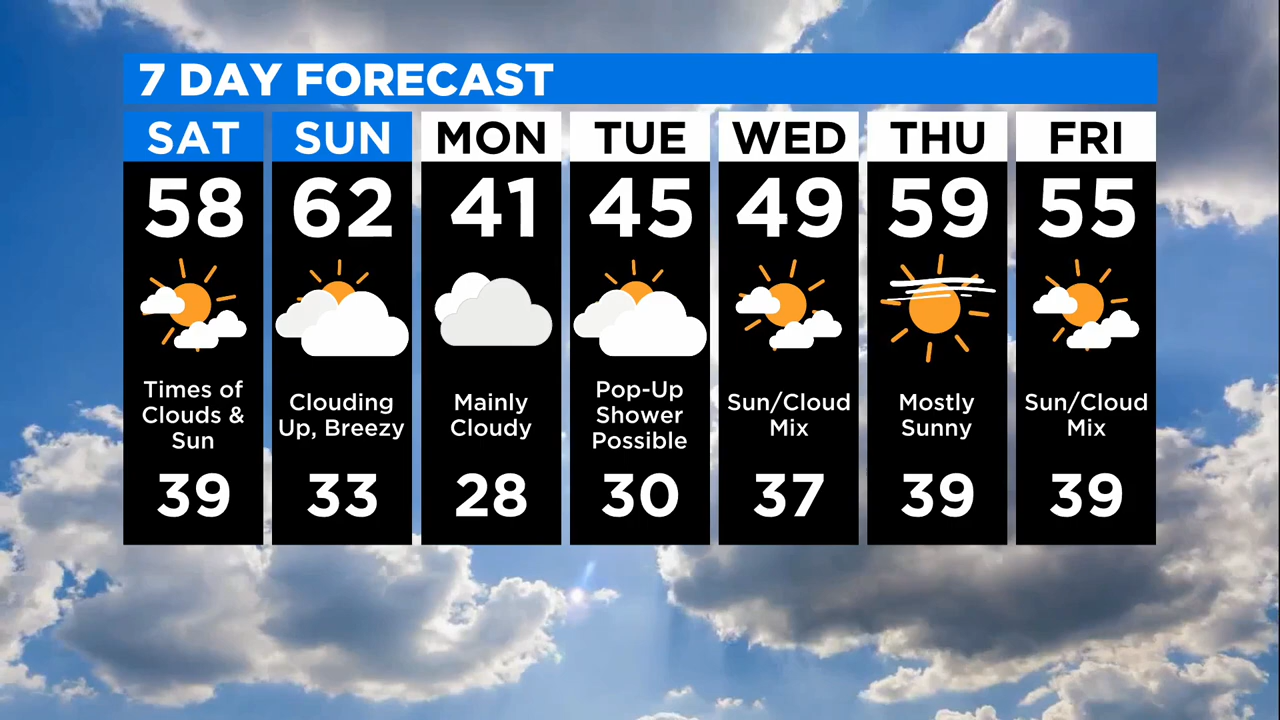 7 DAY FORECAST
SAT SUN MON TUE WED THU FRI
58 62 41 45 49 59 55
Times of
Clouds &
Sun
Clouding
Up, Breezy
Mainly
Cloudy
Pop-Up
Shower
Possible
Sun/Cloud
Mix
Mostly
Sunny
Sun/Cloud
Mix
39 33 28 30 37 39 39